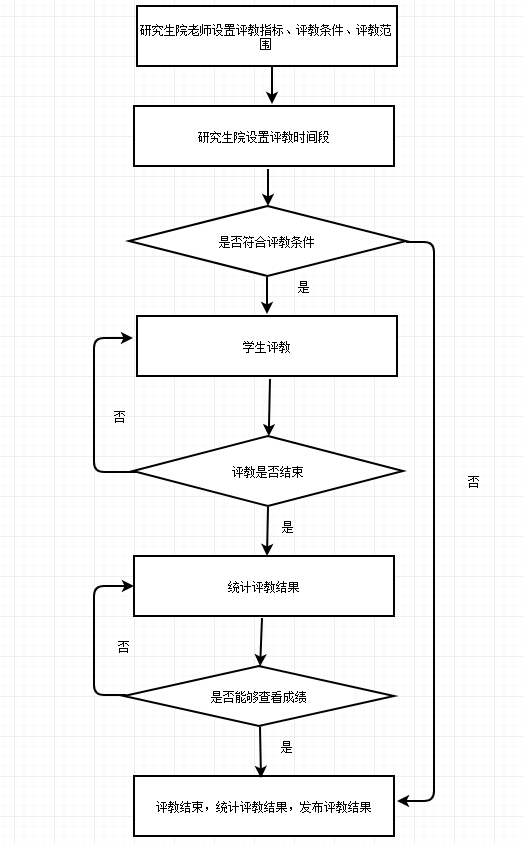 研究生院老师设置评教指标、评教条件、评教范
围
研究生院设置评教时间段
是否符合评教条件
是
学生评教
否
评教是否结束
否
是
统计评教结果
否
是否能够查看成绩
是
评教结束，统计评教结果，发布评教结果